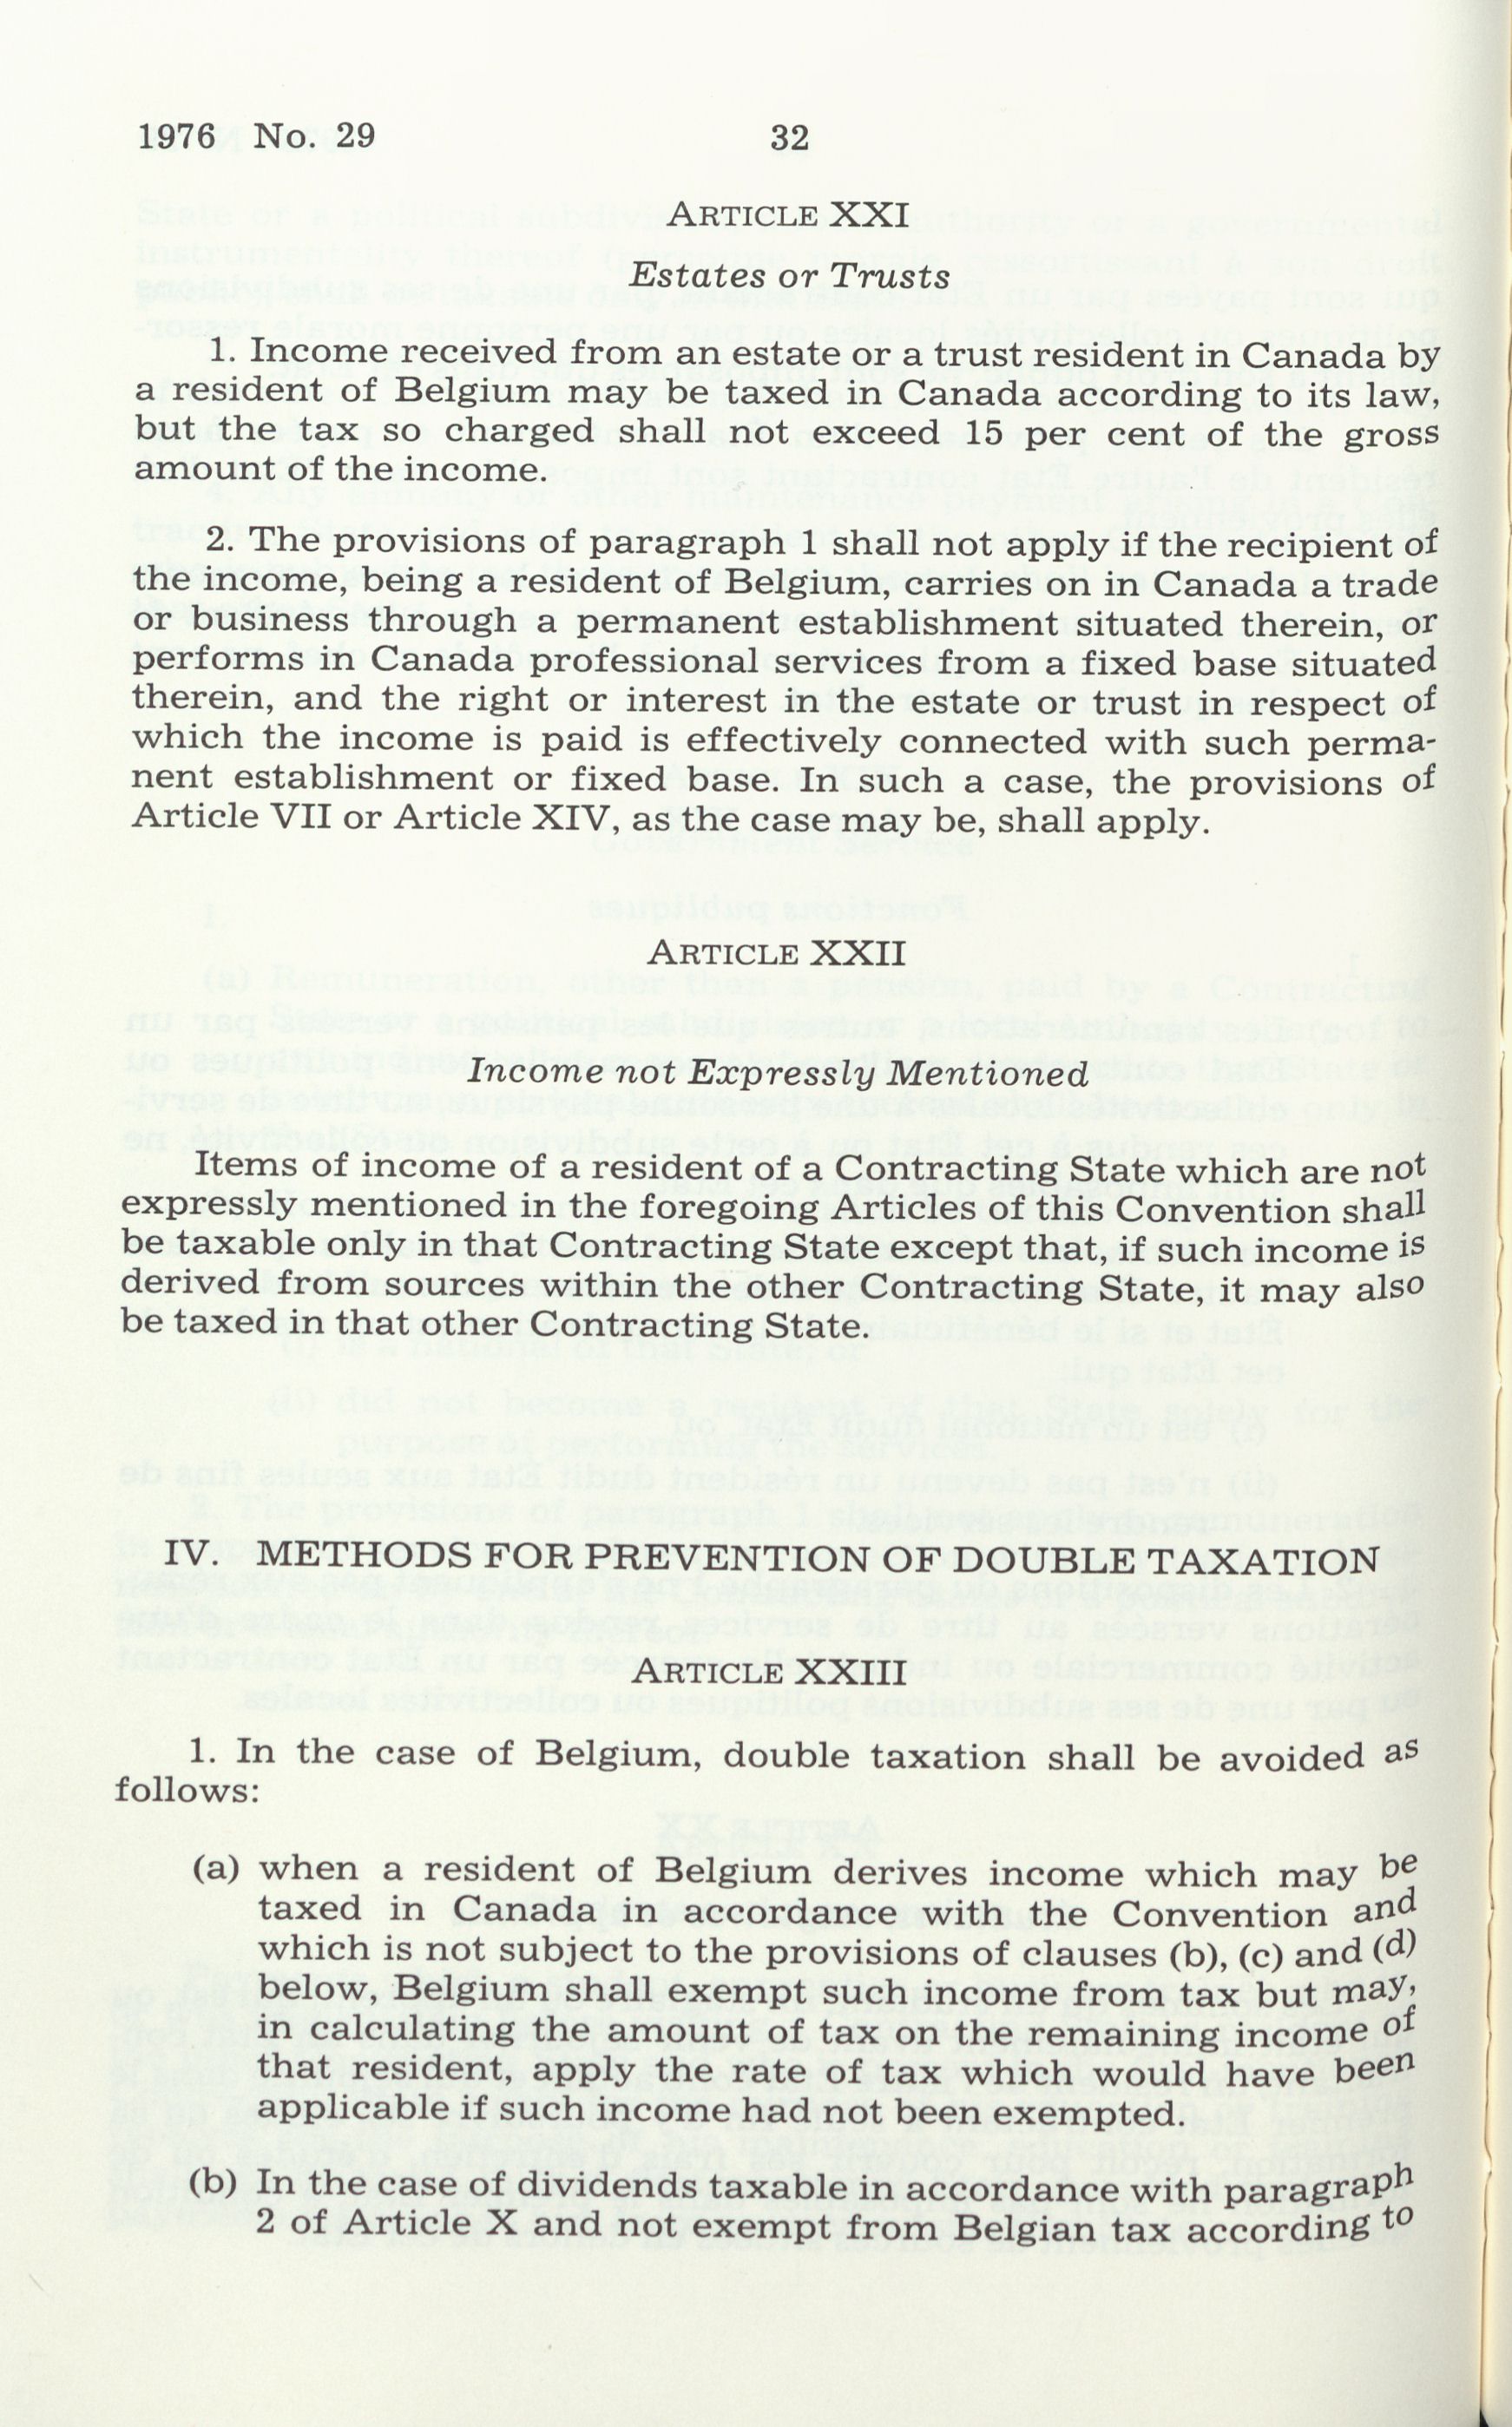 1976 No. 29
32
ARTICLE XXI
Estates or Trusts
1. Income received from an estate or a trust resident in Canada by
a resident of Belgium may be taxed in Canada according to its law,
but the tax so charged shall not exceed 15 per cent of the gross
amount of the income.
2. The provisions of paragraph 1 shall not apply if the recipient of
the income, being a resident of Belgium, carries on in Canada a trade
or business through a permanent establishment situated therein, or
performs in Canada professional services from a fixed base situated
therein, and the right or interest in the estate or trust in respect of
which the income is paid is effectively connected with such perma-
nent establishment or fixed base. In such a case, the provisions of
Article VII or Article XIV, as the case may be, shall apply.
ARTICLE XXII
Income not Expressly Mentioned
Items of income of a resident of a Contracting State which are not
expressly mentioned in the foregoing Articles of this Convention shall
be taxable only in that Contracting State except that, if such income is
derived from sources within the other Contracting State, it may also
be taxed in that other Contracting State.
IV. METHODS FOR PREVENTION OF DOUBLE TAXATION
ARTICLE XXIII
1. In the case of Belgium, double taxation shall be avoided as
follows:
(a) when a resident of Belgium derives income which may be
taxed in Canada in accordance with the Convention and
which is not subject to the provisions of clauses (b), (c) and (d)
below, Belgium shall exempt such income from tax but may,
in calculating the amount of tax on the remaining income of
that resident, apply the rate of tax which would have been
applicable if such income had not been exempted.
(b) In the case of dividends taxable in accordance with paragraph
2 of Article X and not exempt from Belgian tax according to